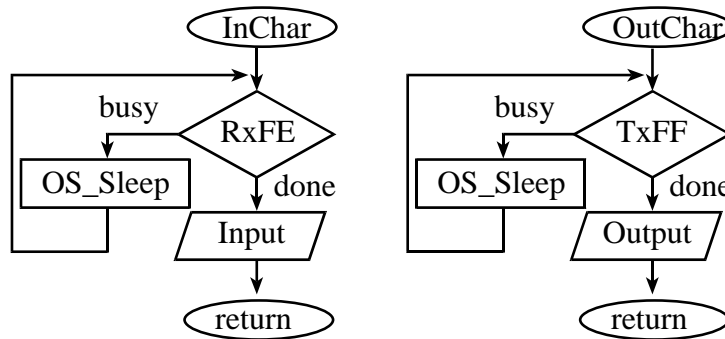 InChar
busy
RxFE
OS_Sleep
done
Input
return
OutChar
busy
TxFF
OS_Sleep
done
Output
return